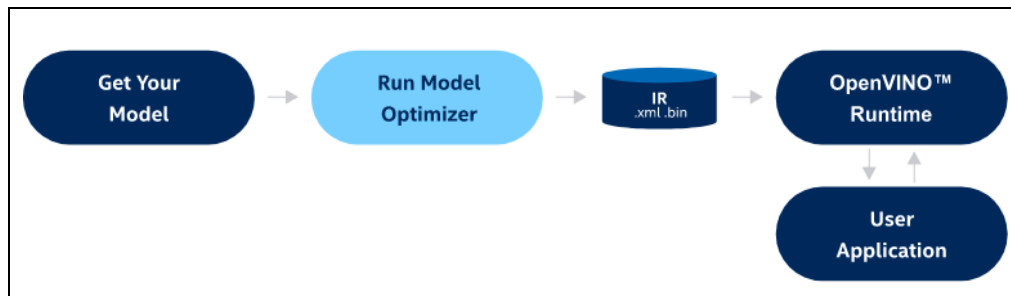 Get Your
Model
Run Model
Optimizer
IR
.xml .bin
OpenVINO™
Runtime
User
Application